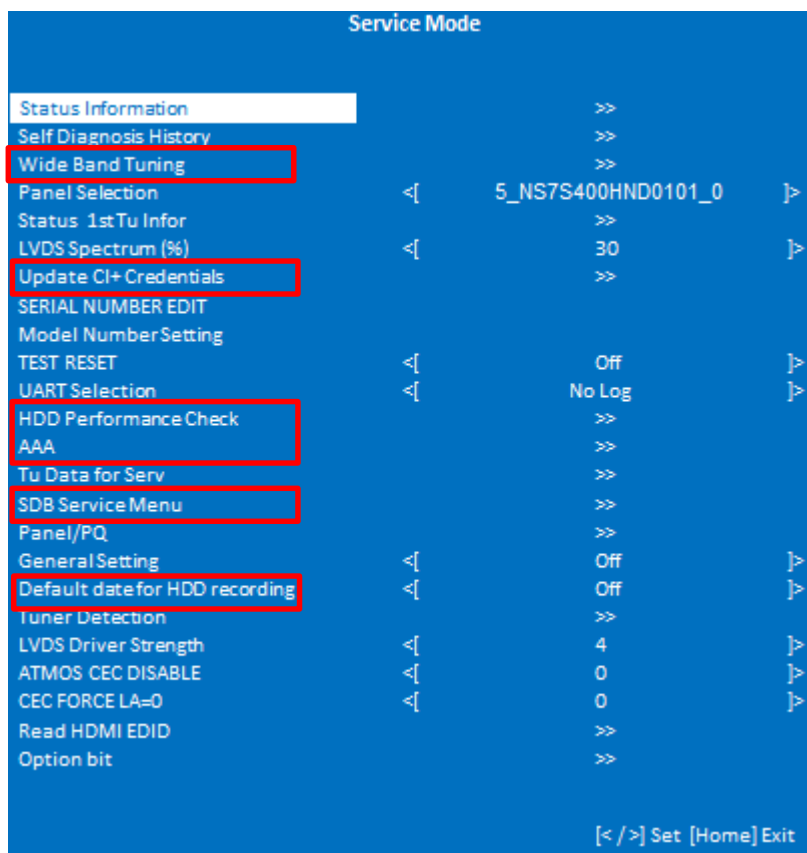 Service Mode
Status Information >>
Self Diagnosis History >>
Wide Band Tuning >>
Panel Selection <[ 5_NS7S400HND0101_0 ]>
Status 1stTu Infor >>
LVDS Spectrum (%) <[ 30 ]>
Update CI+ Credentials >>
SERIAL NUMBER EDIT
Model Number Setting
TEST RESET <[ Off ]>
UART Selection <[ No Log ]>
HDD Performance Check >>
AAA >>
Tu Data for Serv >>
SDB Service Menu >>
Panel/PQ >>
General Setting <[ Off ]>
Default date for HDD recording <[ Off ]>
Tuner Detection >>
LVDS Driver Strength <[ 4 ]>
ATMOS CEC DISABLE <[ 0 ]>
CEC FORCE LA=0 <[ 0 ]>
Read HDMI EDID >>
Option bit >>
[< />] Set [Home] Exit